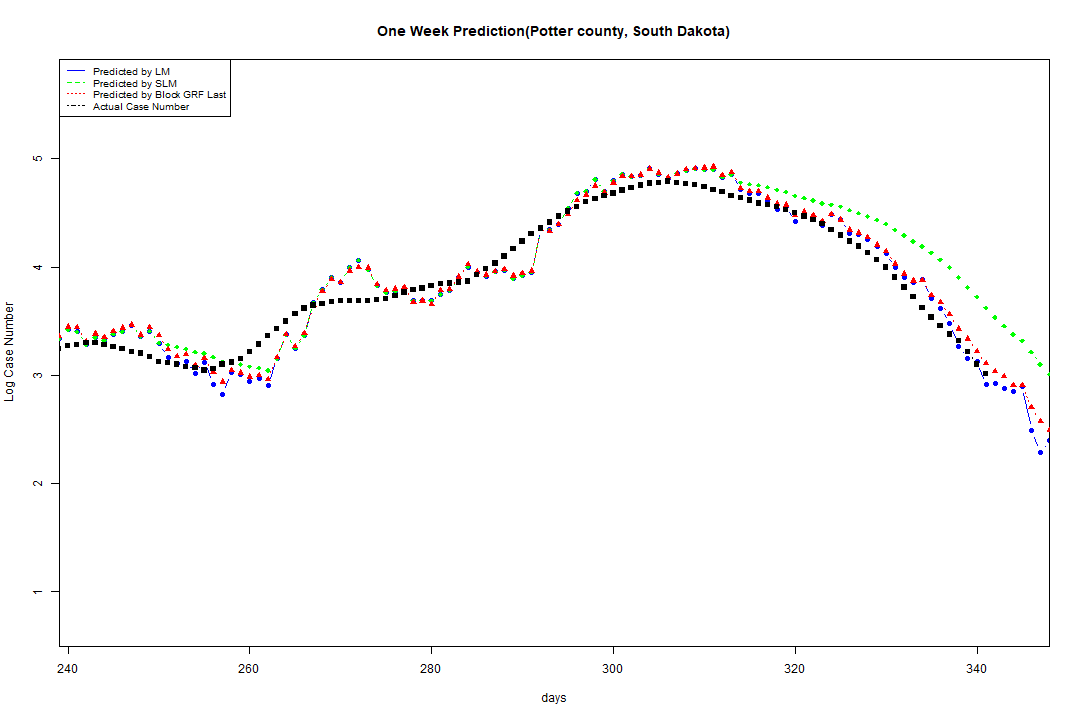 One Week Prediction(Potter county, South Dakota)
Predicted by LM
Predicted by SLM
Predicted by Block GRF Last
Actual Case Number
5
4
3
2
1
Log Case Number
240 260 280 300 320 340
days